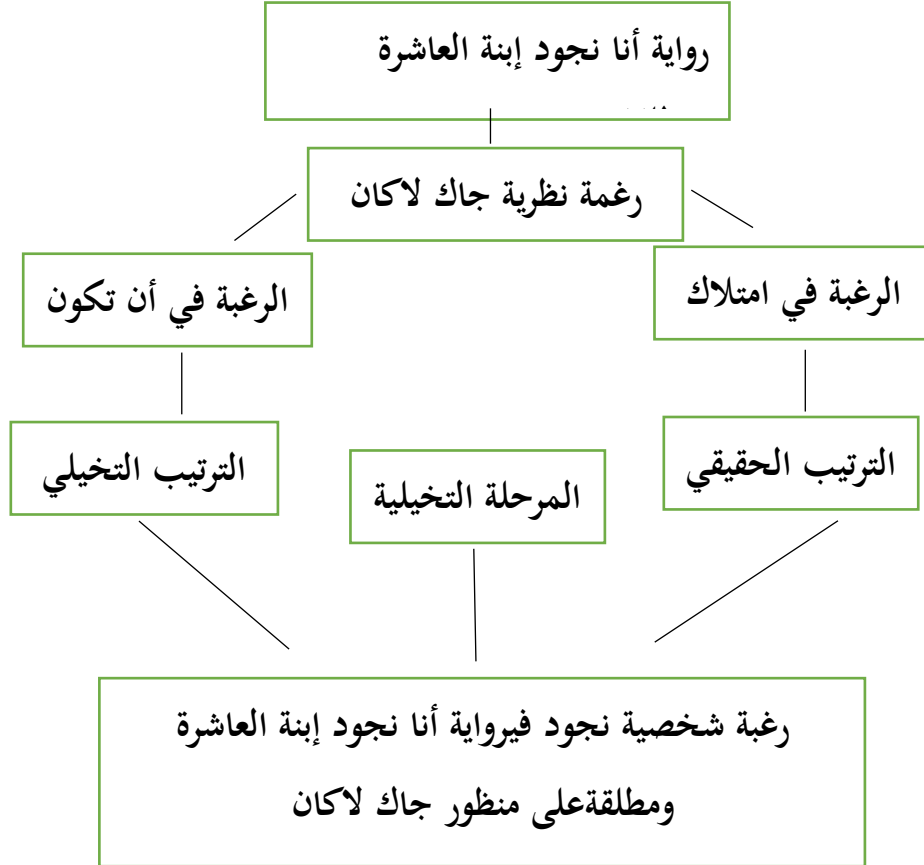 رواية أنا نجود إبنة العاشرة
رغمة نظرية جاك لاكان
الرغبة في امتلاك
الرغبة في أن تكون
الترتيب الحقيقي
المرحلة التخيلية
الترتيب التخيلي
رغبة شخصية نجود فيرواية أنا نجود إبنة العاشرة
ومطلقةعلى منظور جاك لاكان